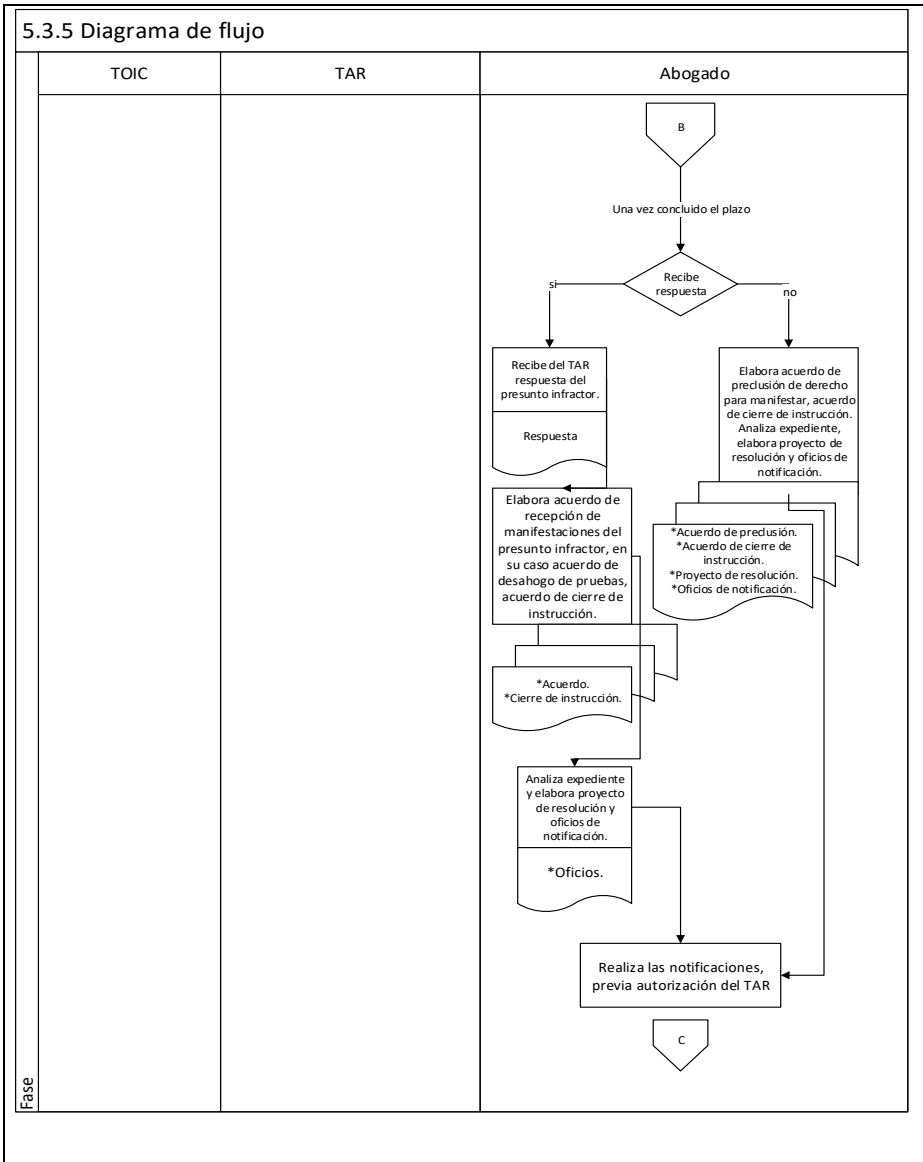 5.3.5 Diagrama de flujo
TOIC
TAR
Abogado
B
Una vez concluido el plazo
Recibe
respuesta
si
no
Recibe del TAR
respuesta del
presunto infractor.
Respuesta
Elabora acuerdo de
preclusión de derecho
para manifestar, acuerdo
de cierre de instrucción.
Analiza expediente,
elabora proyecto de
resolución y oficios de
notificación.
*Acuerdo de preclusión.
*Acuerdo de cierre de
instrucción.
*Proyecto de resolución.
*Oficios de notificación.
Elabora acuerdo de
recepción de
manifestaciones del
presunto infractor, en
su caso acuerdo de
desahogo de pruebas,
acuerdo de cierre de
instrucción.
*Acuerdo.
*Cierre de instrucción.
Analiza expediente
y elabora proyecto
de resolución y
oficios de
notificación.
*Oficios.
Realiza las notificaciones,
previa autorización del TAR
C
Fase